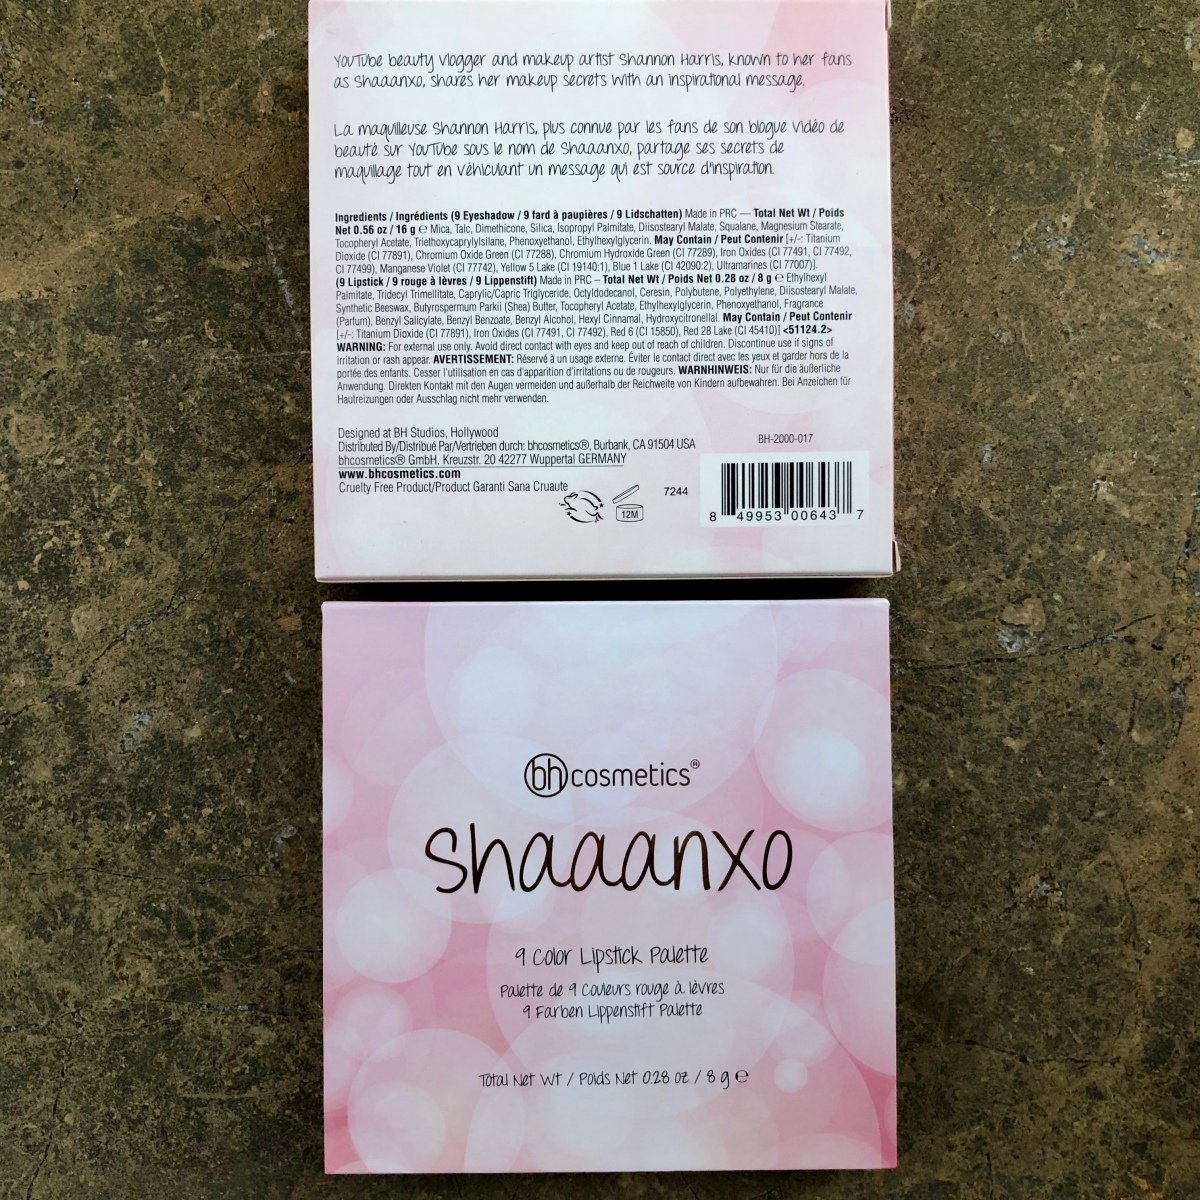 YouTube beauty vlogger and makeup artist Shannon Harris, known to her fans
as Shaaanxo, shares her makeup secrets with an inspirational message.
La maquilleuse Shannon Harris, plus connue par les fans de son blogue vidéo de
beauté sur YouTube sous le nom de Shaaanxo, partage ses secrets de
maquillage tout en véhiculant un message qui est source d'inspiration.
Ingredients / Ingrédients (9 Eyeshadow / 9 fard à paupières / 9 Lidschatten) Made in PRC — Total Net Wt / Poids
Net 0.56 oz / 16 g ℮ Mica, Talc, Dimethicone, Silica, Isopropyl Palmitate, Diisostearyl Malate, Squalane, Magnesium Stearate,
Tocopheryl Acetate, Triethoxycaprylylsilane, Phenoxyethanol, Ethylhexylglycerin. May Contain / Peut Contenir [+/-: Titanium
Dioxide (CI 77891), Chromium Oxide Green (CI 77288), Chromium Hydroxide Green (CI 77289), Iron Oxides (CI 77491, CI 77492,
CI 77499), Manganese Violet (CI 77742), Yellow 5 Lake (CI 19140:1), Blue 1 Lake (CI 42090:2), Ultramarines (CI 77007)].
(9 Lipstick / 9 rouge à lèvres / 9 Lippenstift) Made in PRC – Total Net Wt / Poids Net 0.28 oz / 8 g ℮ Ethylhexyl
Palmitate, Tridecyl Trimellitate, Caprylic/Capric Triglyceride, Octyldodecanol, Ceresin, Polybutene, Polyethylene, Diisostearyl Malate,
Synthetic Beeswax, Butyrospermum Parkii (Shea) Butter, Tocopheryl Acetate, Ethylhexylglycerin, Phenoxyethanol, Fragrance
(Parfum), Benzyl Salicylate, Benzyl Benzoate, Benzyl Alcohol, Hexyl Cinnamal, Hydroxycitronellal. May Contain / Peut Contenir
[+/-: Titanium Dioxide (CI 77891), Iron Oxides (CI 77491, CI 77492), Red 6 (CI 15850), Red 28 Lake (CI 45410)] <51124.2>
WARNING: For external use only. Avoid direct contact with eyes and keep out of reach of children. Discontinue use if signs of
irritation or rash appear. AVERTISSEMENT: Réservé à un usage externe. Éviter le contact direct avec les yeux et garder hors de la
portée des enfants. Cesser l'utilisation en cas d'apparition d'irritations ou de rougeurs. WARNHINWEIS: Nur für die äußerliche
Anwendung. Direkten Kontakt mit den Augen vermeiden und außerhalb der Reichweite von Kindern aufbewahren. Bei Anzeichen für
Hautreizungen oder Ausschlag nicht mehr verwenden.
Designed at BH Studios, Hollywood
Distributed By/Distribué Par/Vertrieben durch: bhcosmetics®, Burbank, CA 91504 USA
bhcosmetics® GmbH. Kreuzstr. 20 42277 Wuppertal GERMANY
www.bhcosmetics.com
Cruelty Free Product/Product Garanti Sana Cruaute
12M
7244
BH-2000-017
8 49953 00643 7
bh cosmetics®
shaaanxo
9 Color Lipstick Palette
Palette de 9 couleurs rouge à lèvres
9 Farben Lippenstift Palette
Total Net Wt / Poids Net 0.28 oz / 8 g ℮